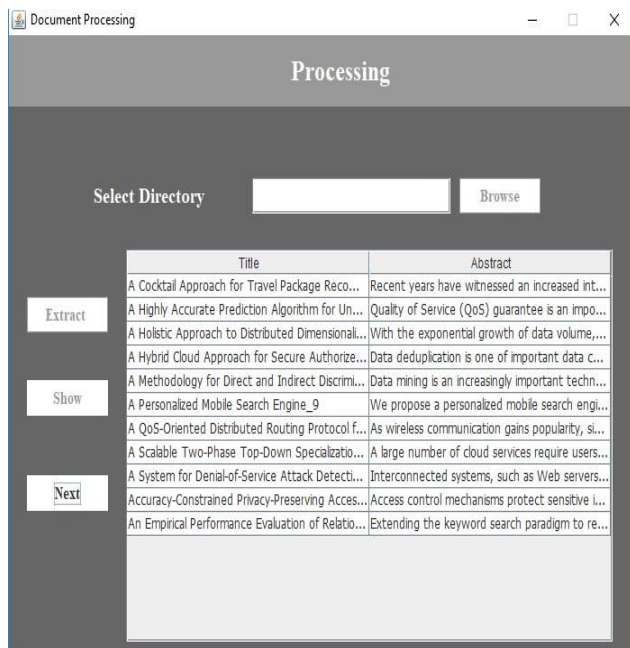 Document Processing
Processing
Select Directory
Browse
Title Abstract
A Cocktail Approach for Travel Package Reco... Recent years have witnessed an increased int...
Extract
A Highly Accurate Prediction Algorithm for Un... Quality of Service (QoS) guarantee is an impo...
A Holistic Approach to Distributed Dimensionali... With the exponential growth of data volume,...
A Hybrid Cloud Approach for Secure Authorize... Data deduplication is one of important data c...
A Methodology for Direct and Indirect Discrimi... Data mining is an increasingly important techn...
Show
A Personalized Mobile Search Engine_9 We propose a personalized mobile search engi...
A QoS-Oriented Distributed Routing Protocol f... As wireless communication gains popularity, si...
A Scalable Two-Phase Top-Down Specializatio... A large number of cloud services require users...
A System for Denial-of-Service Attack Detecti... Interconnected systems, such as Web servers...
Next
Accuracy-Constrained Privacy-Preserving Acces... Access control mechanisms protect sensitive i...
An Empirical Performance Evaluation of Relatio... Extending the keyword search paradigm to re...